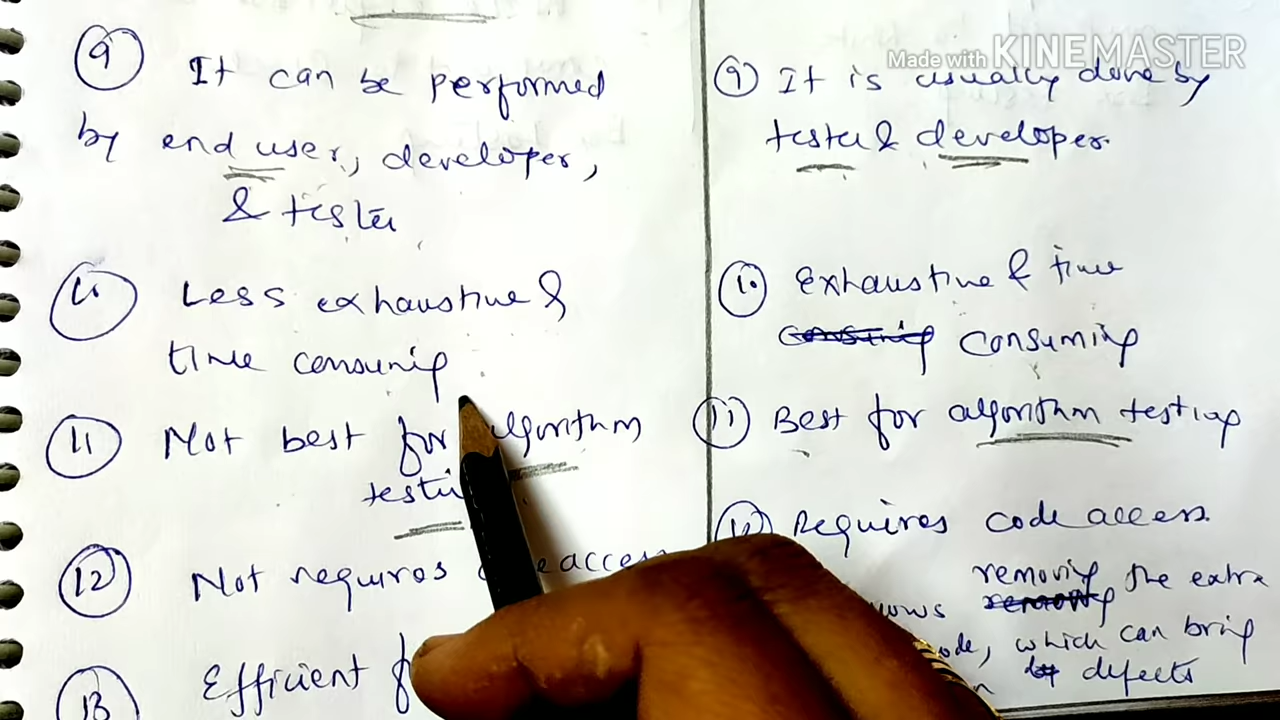 Made with KINEMASTER
9 It can be performed
by end user, developer,
& tester
10 Less exhaustive &
time consuming
11 Not best for algorithm
12 Not requires access
13 Efficient
9 It is usually done by
tester & developer.
10. Exhaustive & time
consuming
11 Best for algorithm testing
Requires code access.
removing the extra
which can bring
defects